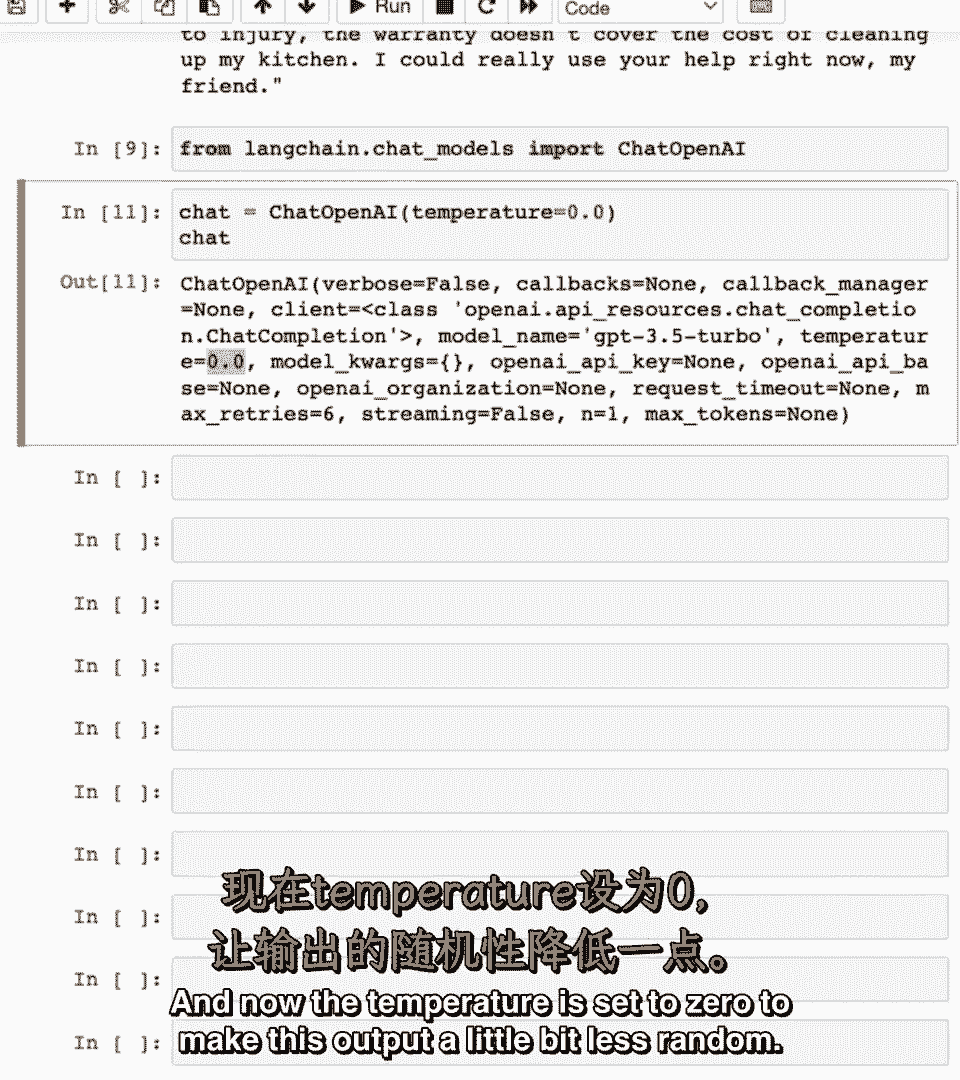 Run
Code
to injury, the warranty doesn't cover the cost of cleaning
up my kitchen. I could really use your help right now, my
friend."
In [9]: from langchain.chat_models import ChatOpenAI
In [11]: chat = ChatOpenAI(temperature=0.0)
chat
Out[11]: ChatOpenAI(verbose=False, callbacks=None, callback_manager
=None, client=<class 'openai.api_resources.chat_completio
n.ChatCompletion'>, model_name='gpt-3.5-turbo', temperatur
e=0.0, model_kwargs={}, openai_api_key=None, openai_api_ba
se=None, openai_organization=None, request_timeout=None, m
ax_retries=6, streaming=False, n=1, max_tokens=None)
In [ ]:
In [ ]:
In [ ]:
In [ ]:
In [ ]:
In [ ]:
In [ ]:
In [ ]:
In [ ]:
In [ ]:
现在temperature设为0,
让输出的随机性降低一点。
And now the temperature is set to zero to
make this output a little bit less random.